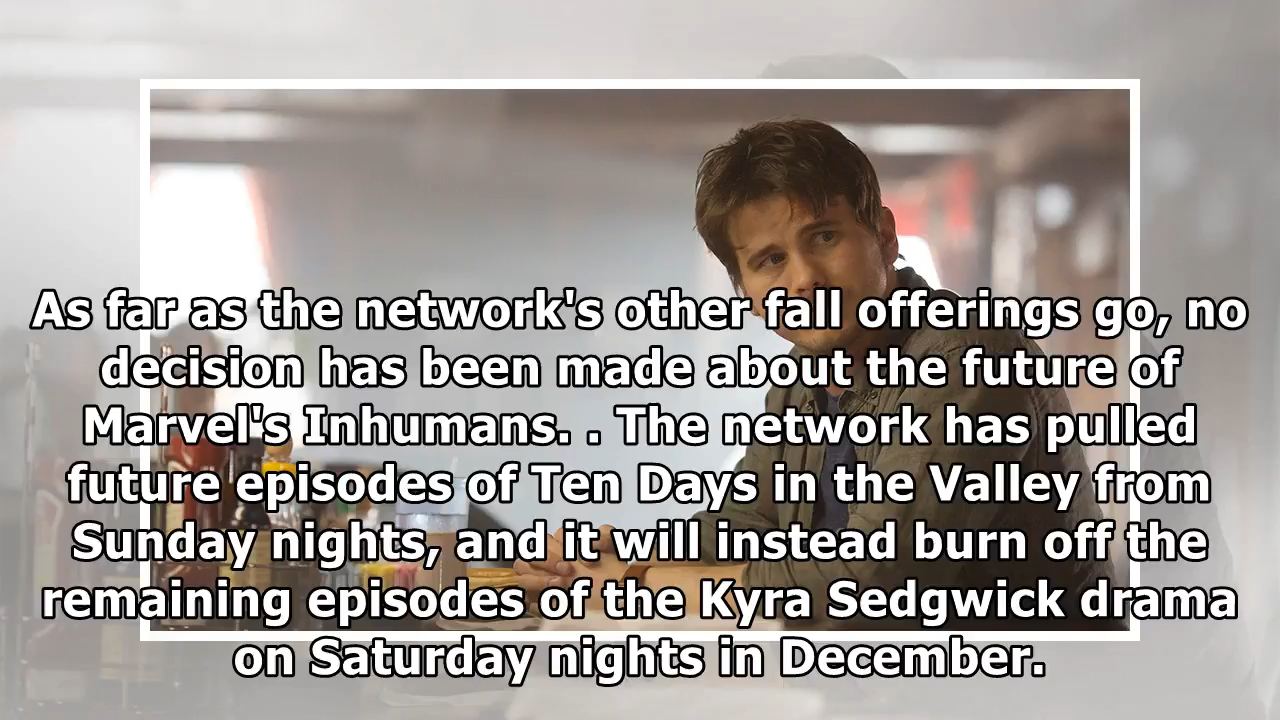 As far as the network's other fall offerings go, no
decision has been made about the future of
Marvel's Inhumans. . The network has pulled
future episodes of Ten Days in the Valley from
Sunday nights, and it will instead burn off the
remaining episodes of the Kyra Sedgwick drama
on Saturday nights in December.